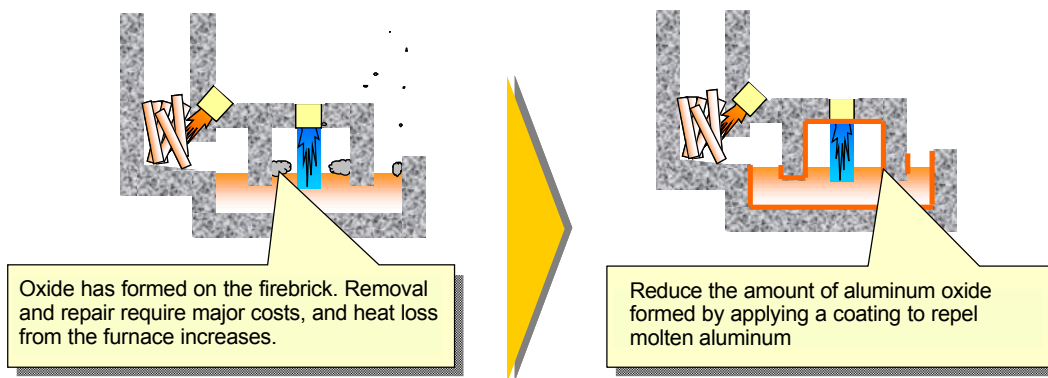 Oxide has formed on the firebrick. Removal
and repair require major costs, and heat loss
from the furnace increases.
Reduce the amount of aluminum oxide
formed by applying a coating to repel
molten aluminum